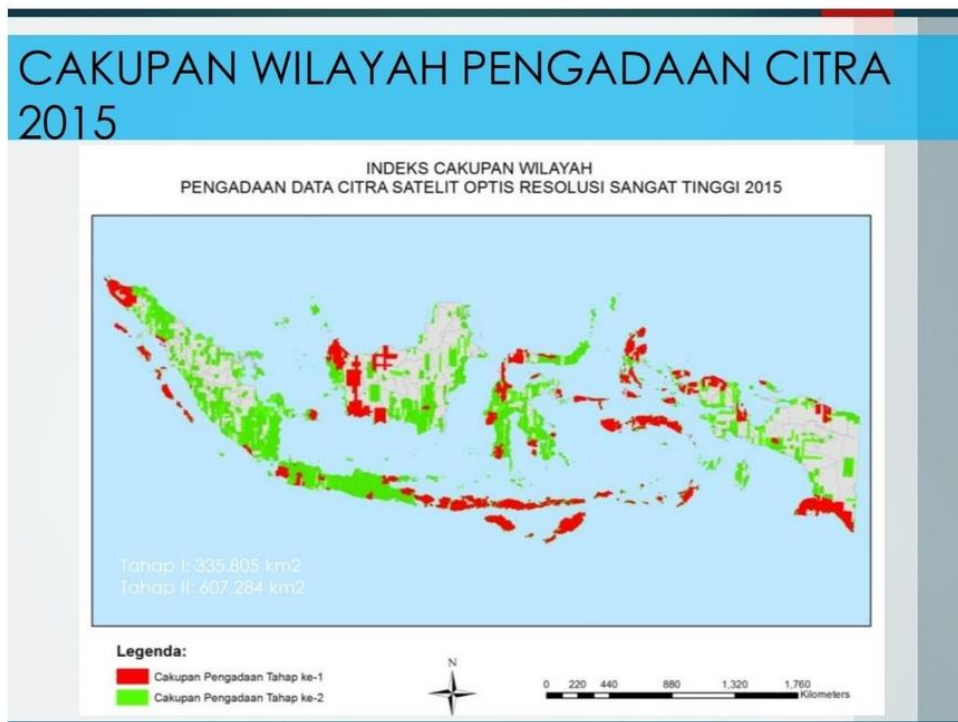 CAKUPAN WILAYAH PENGADAAN CITRA
2015
INDEKS CAKUPAN WILAYAH
PENGADAAN DATA CITRA SATELIT OPTIS RESOLUSI SANGAT TINGGI 2015
Tahap I: 335.805 km2
Tahap II: 607.284 km2
Legenda:
Cakupan Pengadaan Tahap ke-1
Cakupan Pengadaan Tahap ke-2
N
0 220 440 880 1,320 1,760
Kilometers